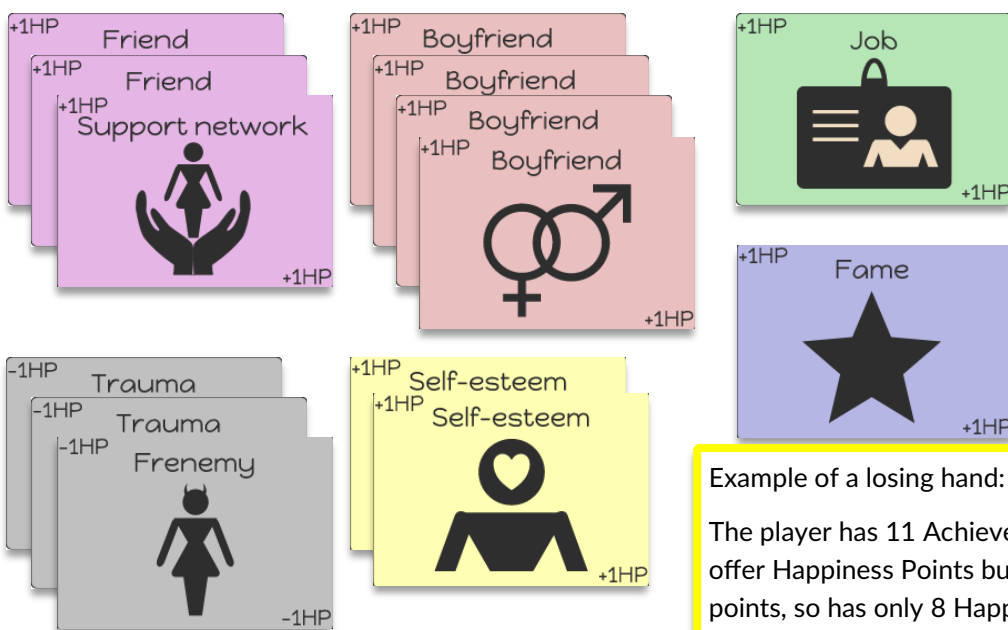 +1HP
Friend
+1HP
Friend
+1HP
Support network
+1HP
+1HP
Boyfriend
+1HP
Boyfriend
+1HP
Boyfriend
+1HP
Boyfriend
+1HP
+1HP
Job
+1HP
+1HP
Fame
+1HP
-1HP
Trauma
-1HP
Trauma
-1HP
Frenemy
-1HP
+1HP
Self-esteem
+1HP
Self-esteem
+1HP
Example of a losing hand:
The player has 11 Achieve
offer Happiness Points bu
points, so has only 8 Happ